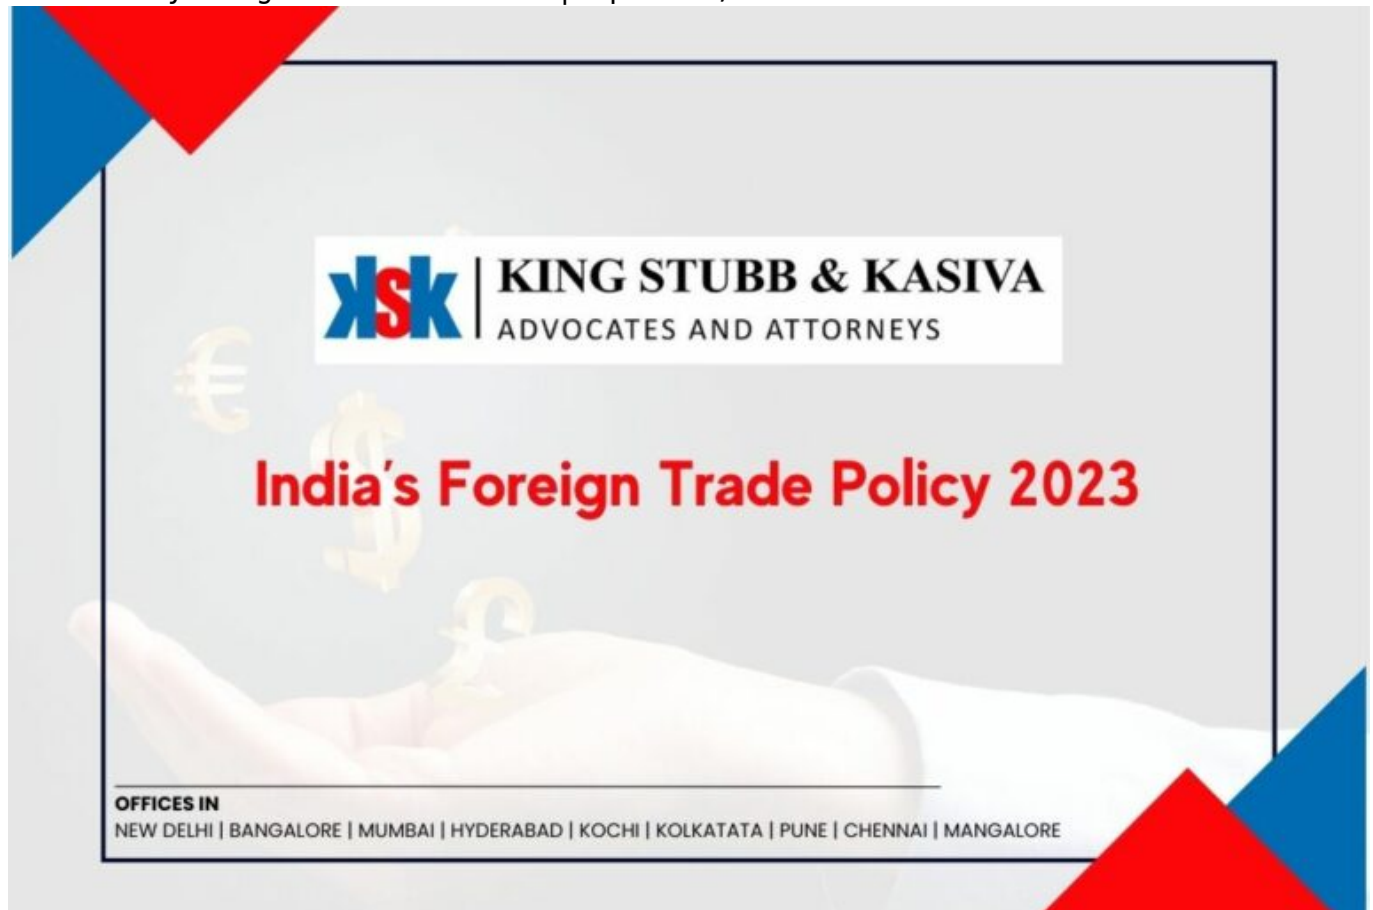 KSK
KING STUBB & KASIVA
ADVOCATES AND ATTORNEYS
€
$
India's Foreign Trade Policy 2023
£
OFFICES IN
NEW DELHI | BANGALORE | MUMBAI | HYDERABAD | KOCHI | KOLKATATA | PUNE | CHENNAI | MANGALORE